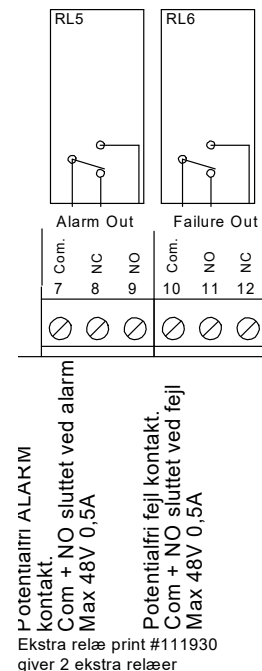 RL5
RL6
Alarm Out
Failure Out
Com.
NC
NO
Com.
NO
NC
7
8
9
10
11
12
Potentialfri ALARM
kontakt.
Com + NO sluttet ved alarm
Max 48V 0,5A
Potentialfri fejl kontakt.
Com + NO sluttet ved fejl
Max 48V 0,5A
Ekstra relæ print #111930
giver 2 ekstra relæer